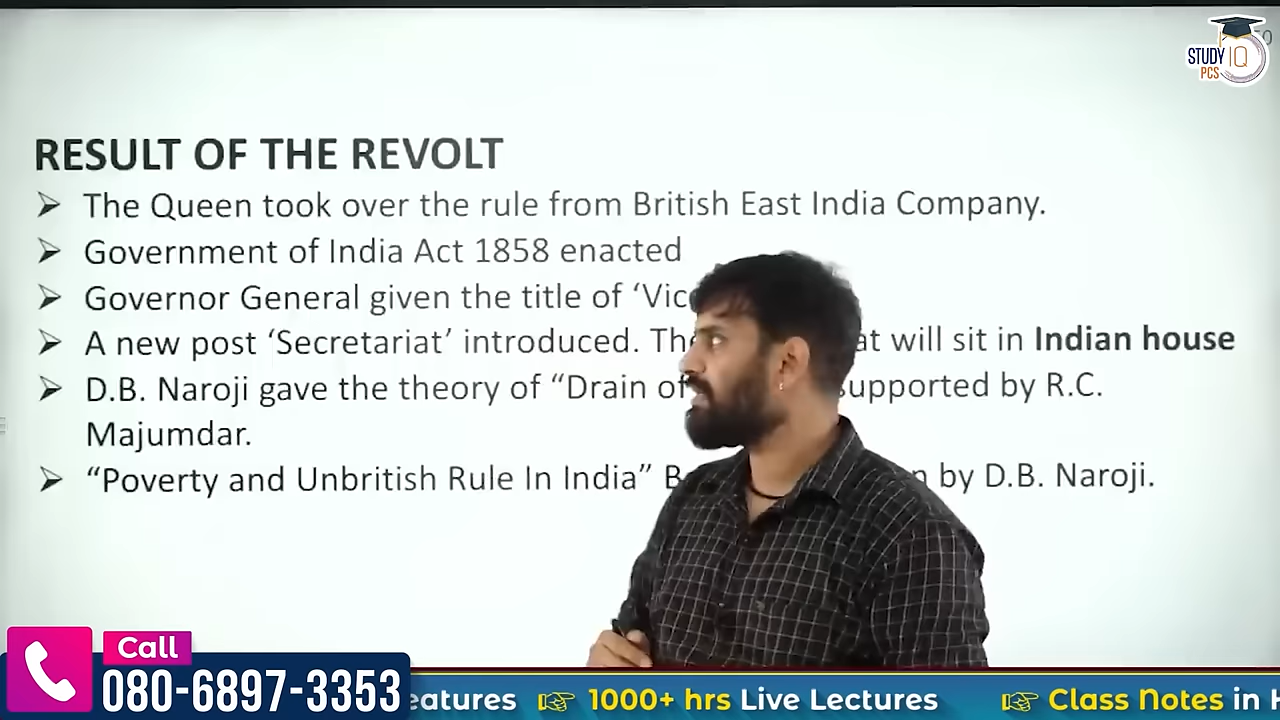 STUDY IQ
PCS
RESULT OF THE REVOLT
➢ The Queen took over the rule from British East India Company.
➢ Government of India Act 1858 enacted
➢ Governor General given the title of ‘Vic
➢ A new post ‘Secretariat’ introduced. The at will sit in Indian house
➢ D.B. Naroji gave the theory of “Drain of supported by R.C.
Majumdar.
➢ “Poverty and Unbritish Rule In India” B by D.B. Naroji.
Call
080-6897-3353
eatures 1000+ hrs Live Lectures Class Notes in H